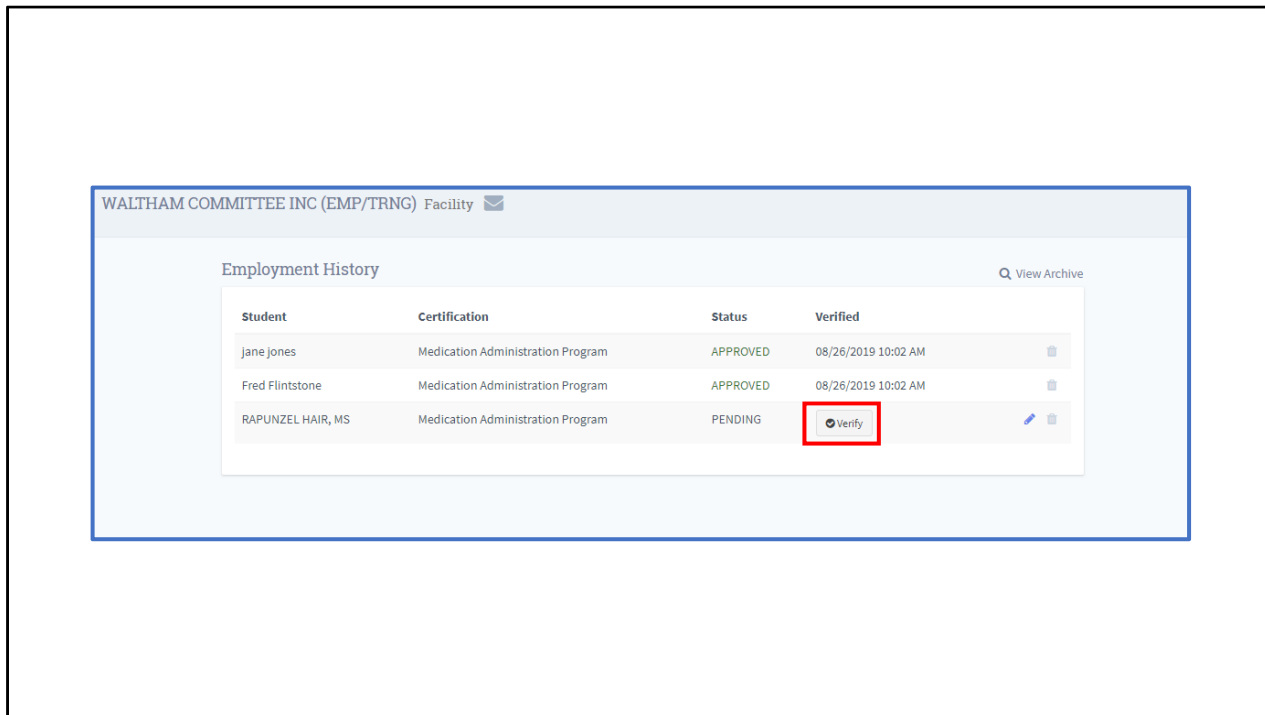 WALTHAM COMMITTEE INC (EMP/TRNG) Facility
Employment History
View Archive
Student Certification Status Verified
jane jones Medication Administration Program APPROVED 08/26/2019 10:02 AM
Fred Flintstone Medication Administration Program APPROVED 08/26/2019 10:02 AM
RAPUNZEL HAIR, MS Medication Administration Program PENDING Verify